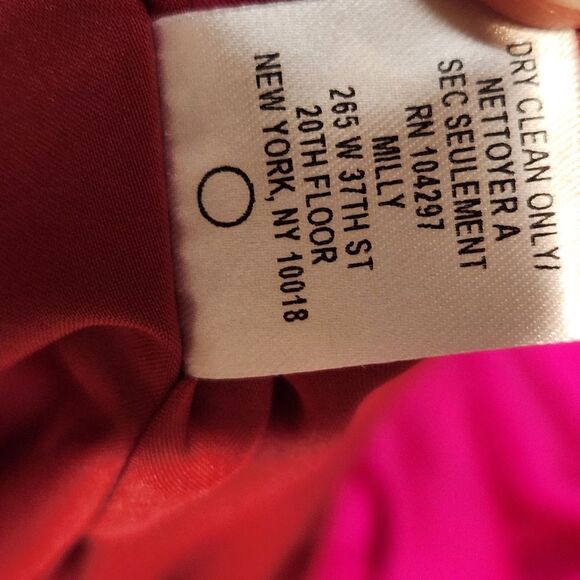 DRY CLEAN ONLY/
NETTOYER A
SEC SEULEMENT
RN 104297
MILLY
265 W 37TH ST
20TH FLOOR
NEW YORK, NY 10018